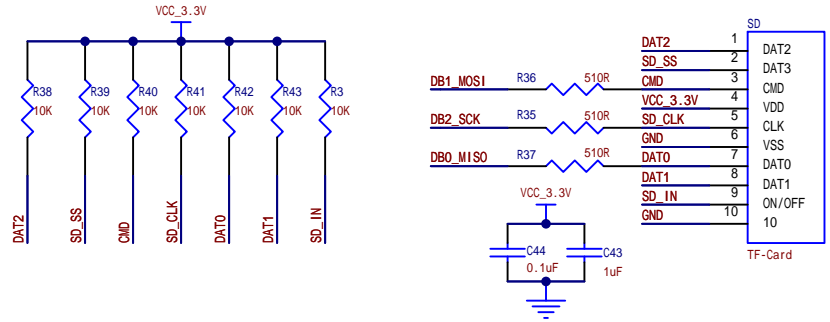 VCC_3.3V
R38
10K
R39
10K
R40
10K
R41
10K
R42
10K
R43
10K
R3
10K
DAT2
SD_SS
CMD
SD_CLK
DAT0
DAT1
SD_IN
SD
DAT2 1 DAT2
SD_SS 2 DAT3
DB1_MOSI R36 510R CMD 3 CMD
VCC_3.3V 4 VDD
DB2_SCK R35 510R SD_CLK 5 CLK
GND 6 VSS
DB0_MISO R37 510R DAT0 7 DAT0
DAT1 8 DAT1
SD_IN 9 ON/OFF
GND 10 10
TF-Card
VCC_3.3V
C44
0.1uF
C43
1uF